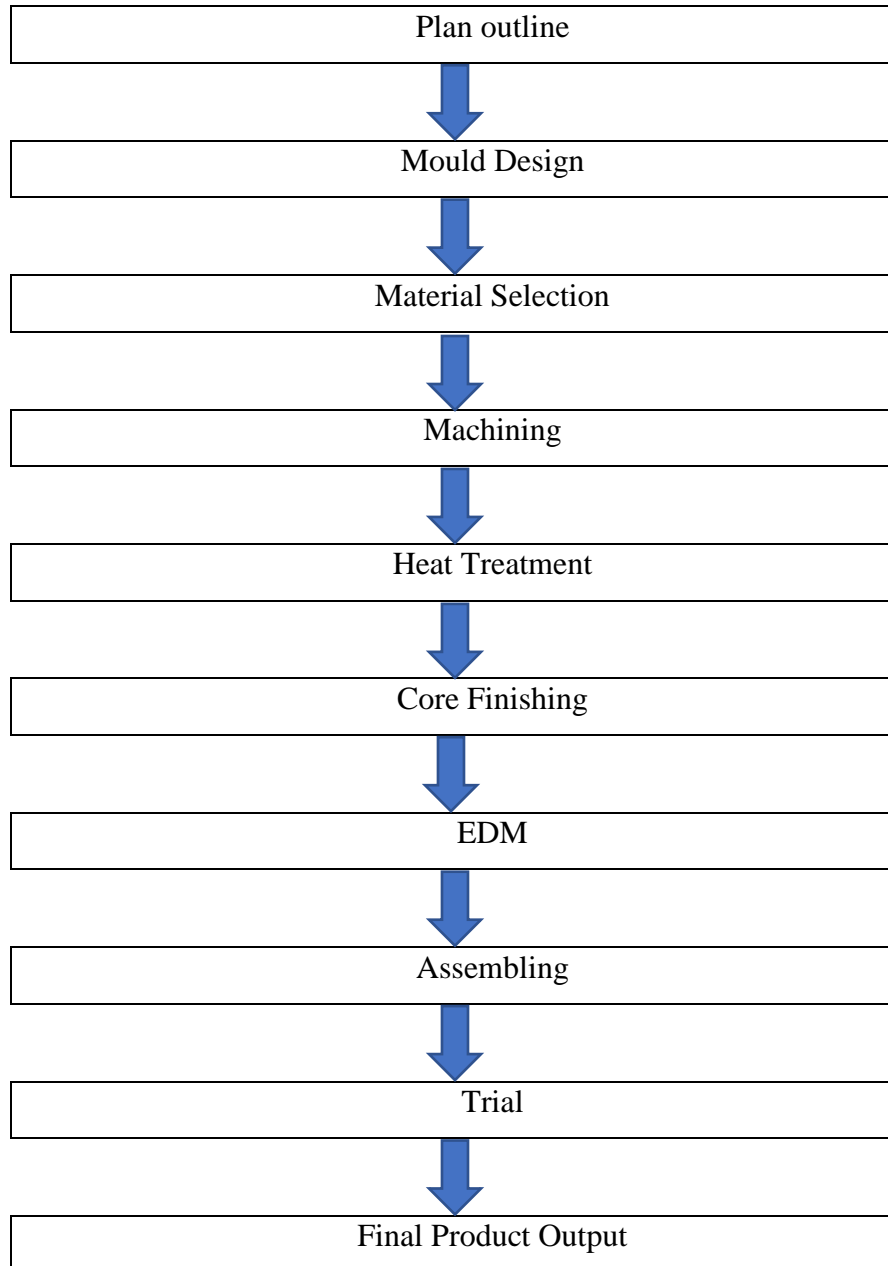 Plan outline
Mould Design
Material Selection
Machining
Heat Treatment
Core Finishing
EDM
Assembling
Trial
Final Product Output